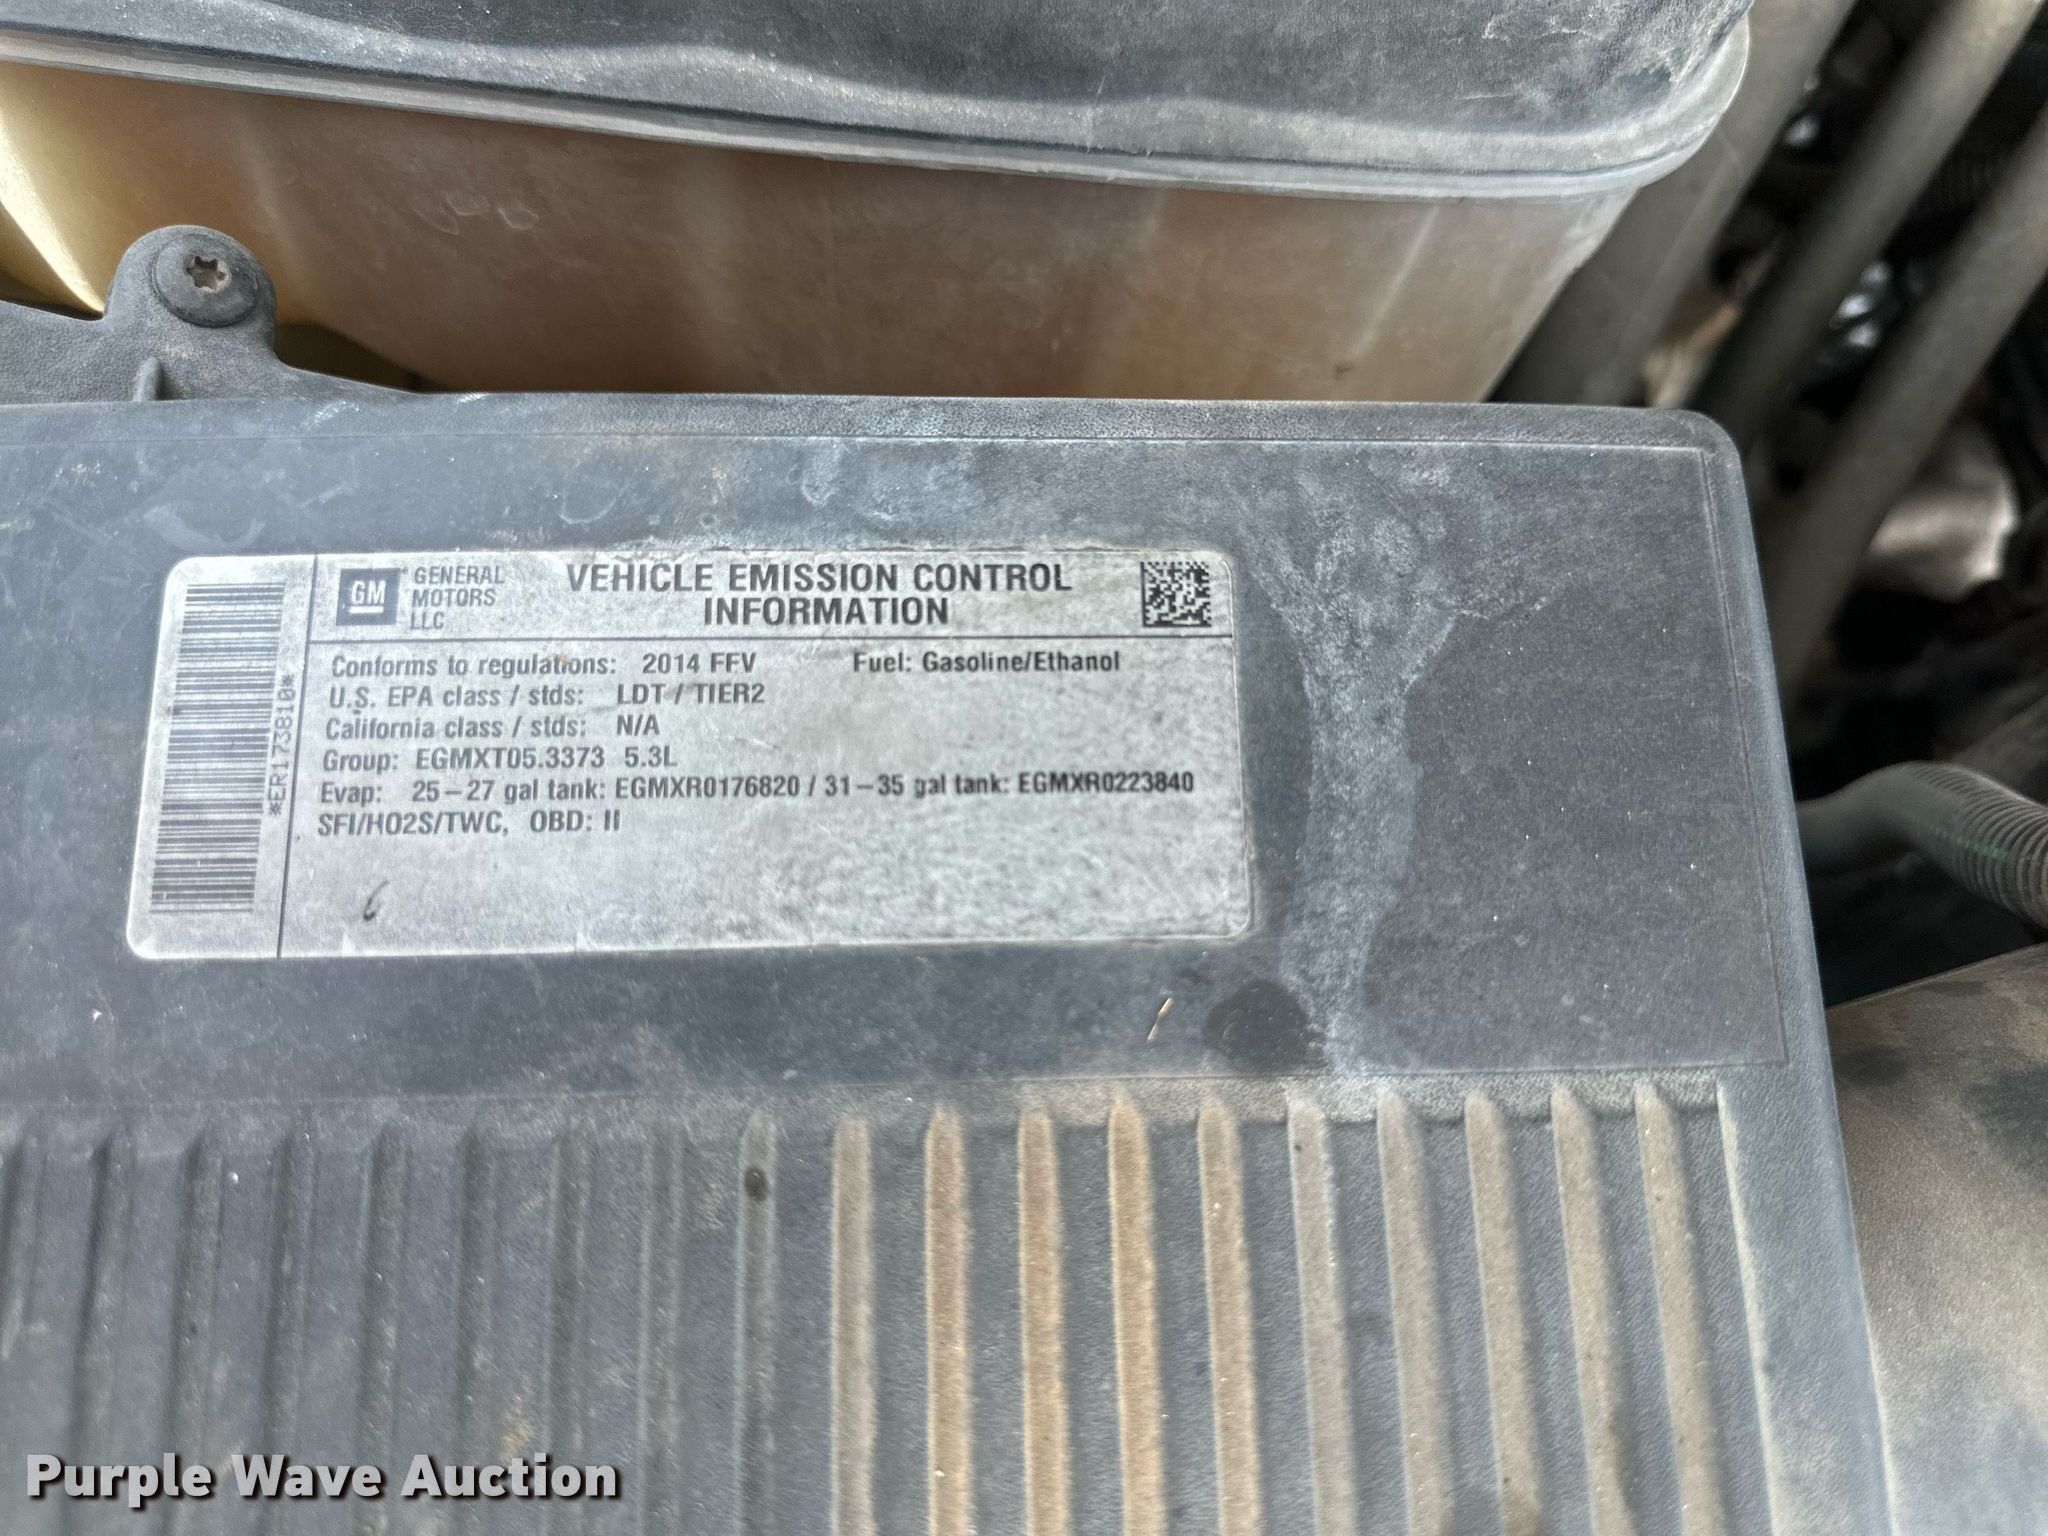 GM
GENERAL
MOTORS
LLC
VEHICLE EMISSION CONTROL
INFORMATION
Conforms to regulations: 2014 FFV Fuel: Gasoline/Ethanol
U.S. EPA class / stds: LDT / TIER2
California class / stds: N/A
Group: EGMXT05.3373 5.3L
Evap: 25-27 gal tank: EGMXR0176820 / 31-35 gal tank: EGMXR0223840
SFI/HO2S/TWC, OBD: II
*ER173810*
Purple Wave Auction